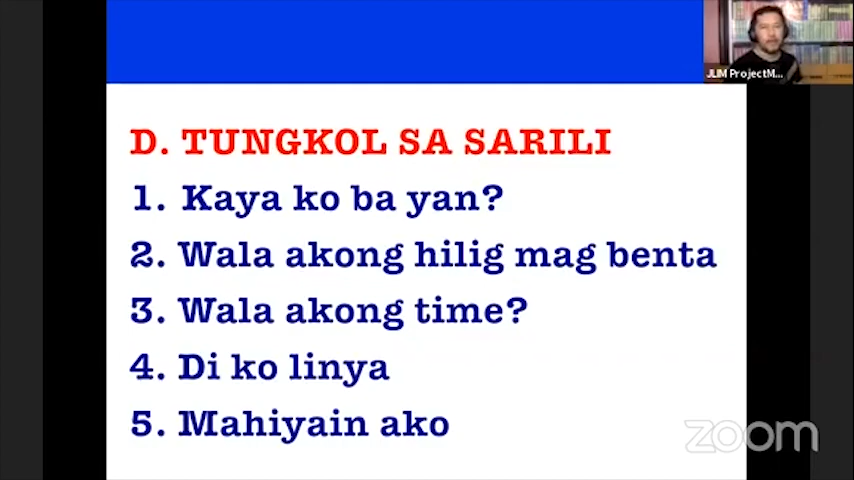 JLIM ProjectM...
D. TUNGKOL SA SARILI
1. Kaya ko ba yan?
2. Wala akong hilig mag benta
3. Wala akong time?
4. Di ko linya
5. Mahiyain ako
zoom